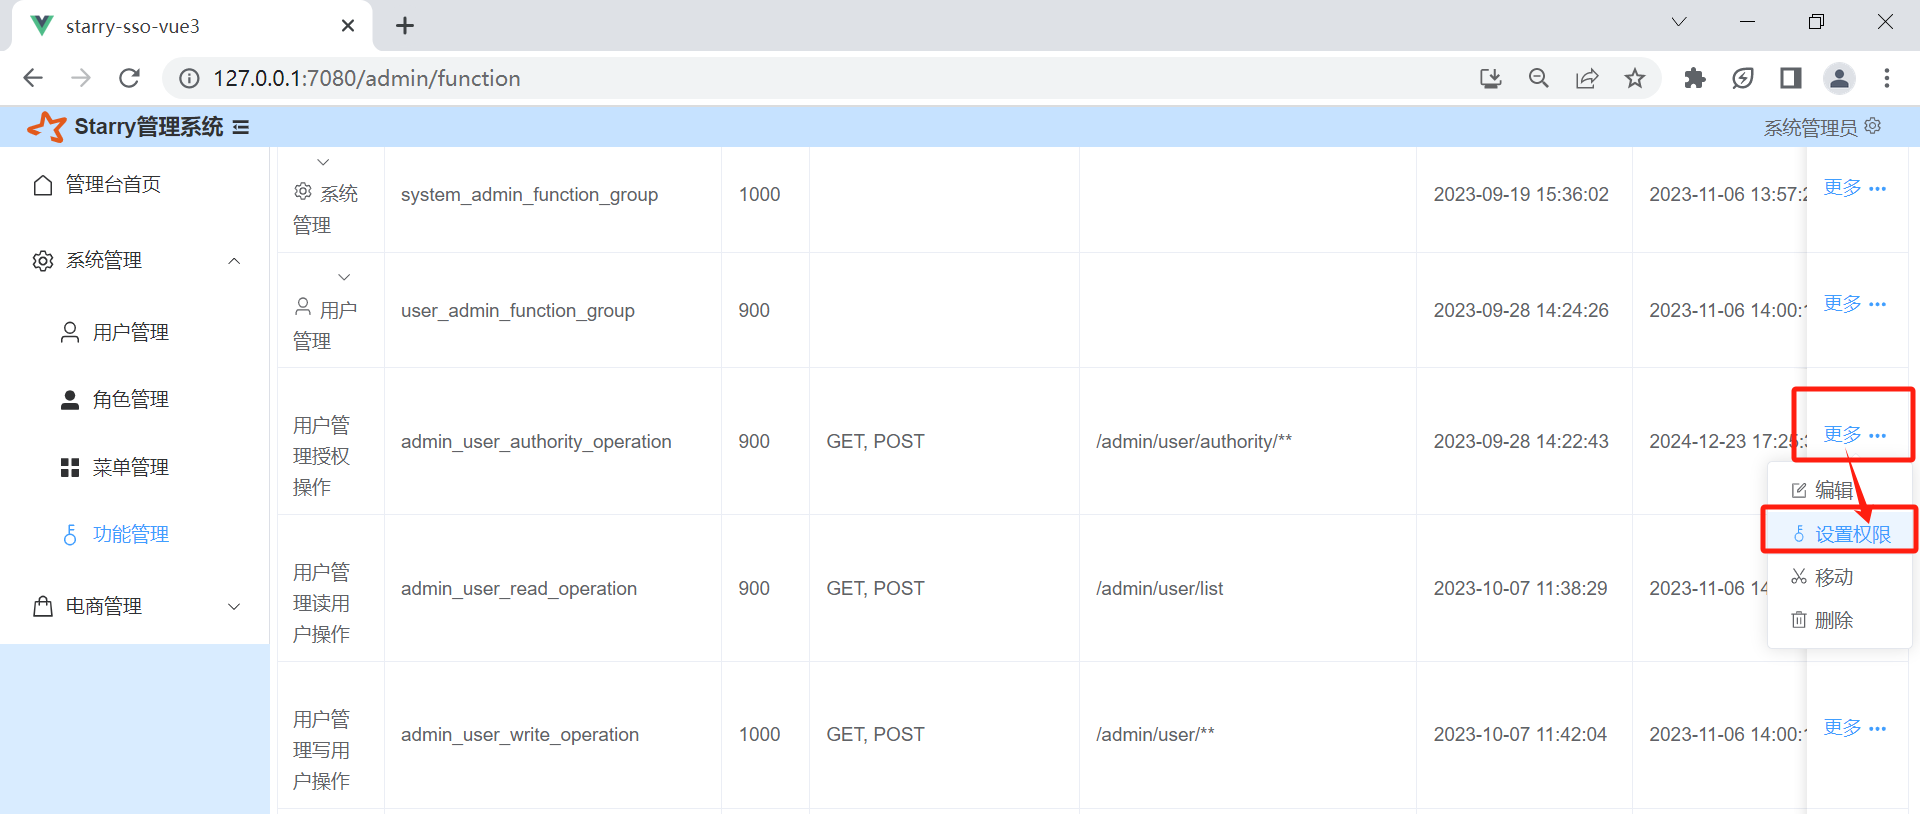 starry-sso-vue3
127.0.0.1:7080/admin/function
Starry管理系统
系统管理员
管理台首页
系统管理
用户管理
角色管理
菜单管理
功能管理
电商管理
系统
管理
system_admin_function_group
1000
2023-09-19 15:36:02
2023-11-06 13:57:2
更多
用户
管理
user_admin_function_group
900
2023-09-28 14:24:26
2023-11-06 14:00:1
更多
用户管
理授权
操作
admin_user_authority_operation
900
GET, POST
/admin/user/authority/**
2023-09-28 14:22:43
2024-12-23 17:25:3
更多
编辑
设置权限
移动
删除
用户管
理读用
户操作
admin_user_read_operation
900
GET, POST
/admin/user/list
2023-10-07 11:38:29
2023-11-06 14
用户管
理写用
户操作
admin_user_write_operation
1000
GET, POST
/admin/user/**
2023-10-07 11:42:04
2023-11-06 14:00:1
更多